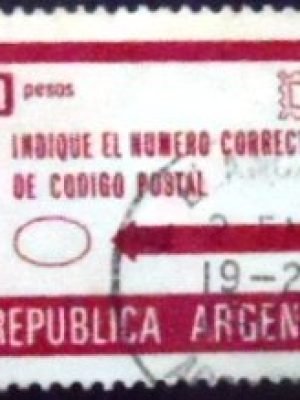 pesos
INDIQUE EL NUMERO CORREC
DE CODIGO POSTAL
19-2
REPUBLICA ARGEN